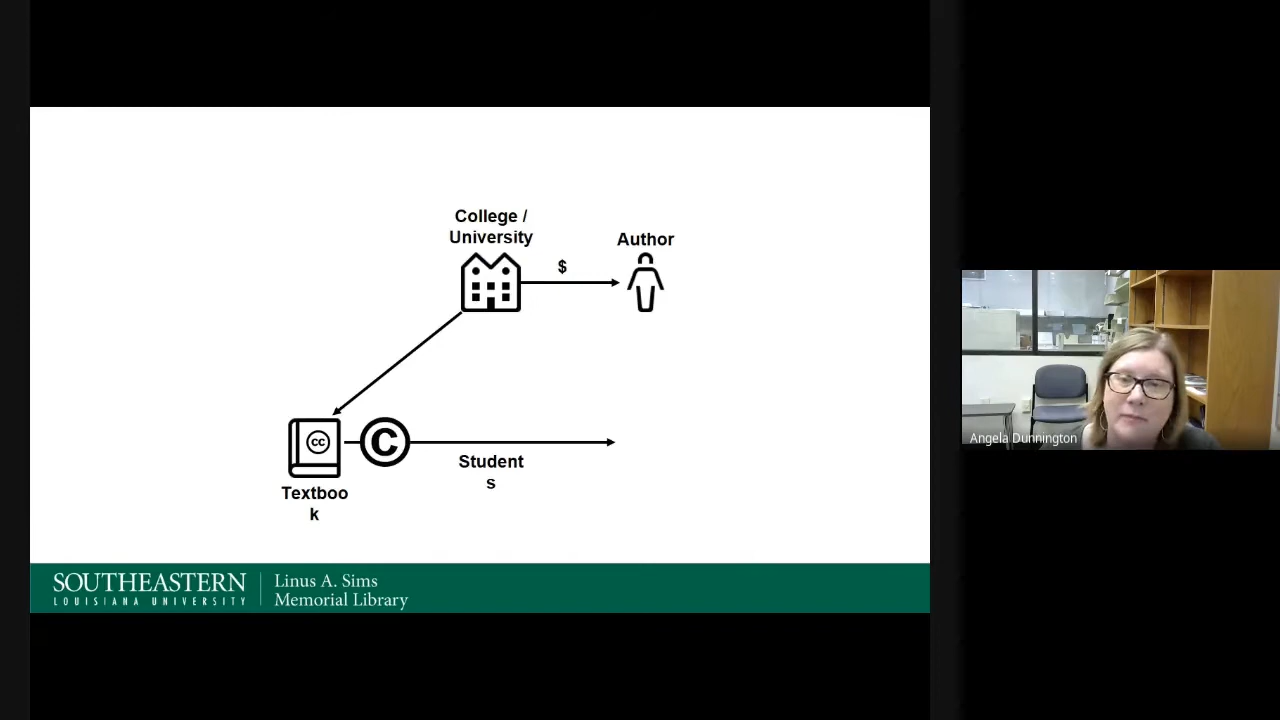 College /
University
Author
$
cc
C
Student
s
Textboo
k
SOUTHEASTERN
LOUISIANA UNIVERSITY
Linus A. Sims
Memorial Library
Angela Dunnington